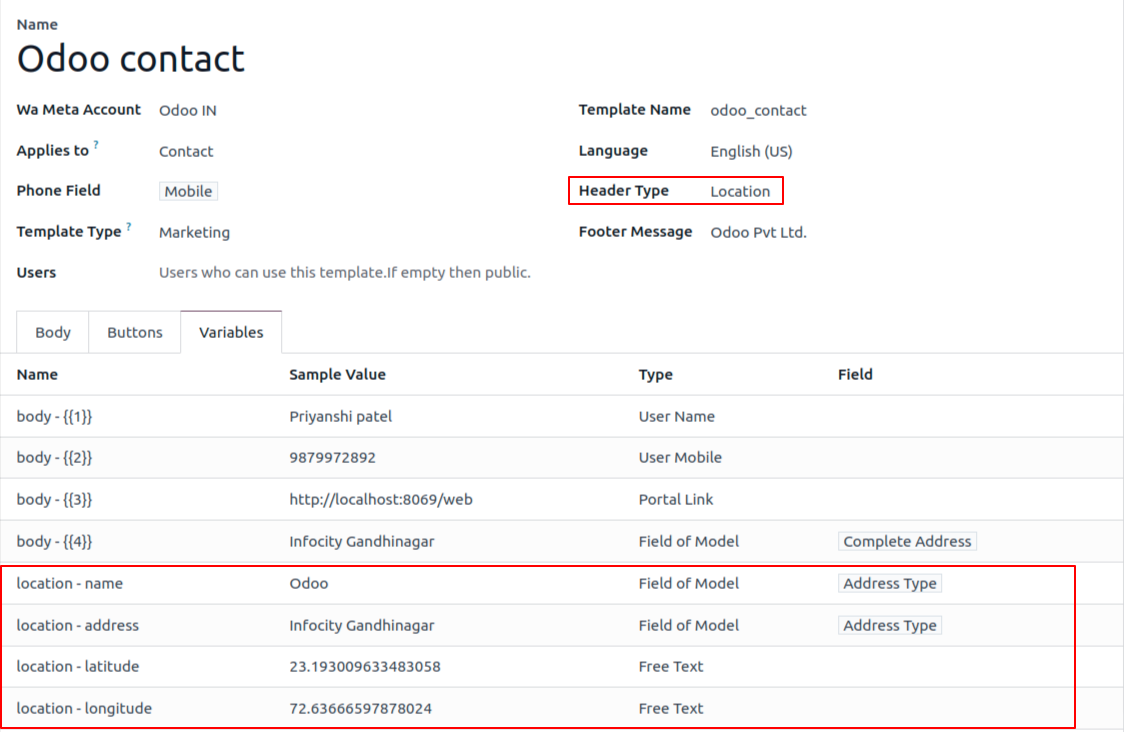 Name
Odoo contact
Wa Meta Account Odoo IN Template Name odoo_contact
Applies to ? Contact Language English (US)
Phone Field Mobile Header Type Location
Template Type ? Marketing Footer Message Odoo Pvt Ltd.
Users Users who can use this template.If empty then public.
Body Buttons Variables
Name Sample Value Type Field
body - {{1}} Priyanshi patel User Name
body - {{2}} 9879972892 User Mobile
body - {{3}} http://localhost:8069/web Portal Link
body - {{4}} Infocity Gandhinagar Field of Model Complete Address
location - name Odoo Field of Model Address Type
location - address Infocity Gandhinagar Field of Model Address Type
location - latitude 23.193009633483058 Free Text
location - longitude 72.63666597878024 Free Text